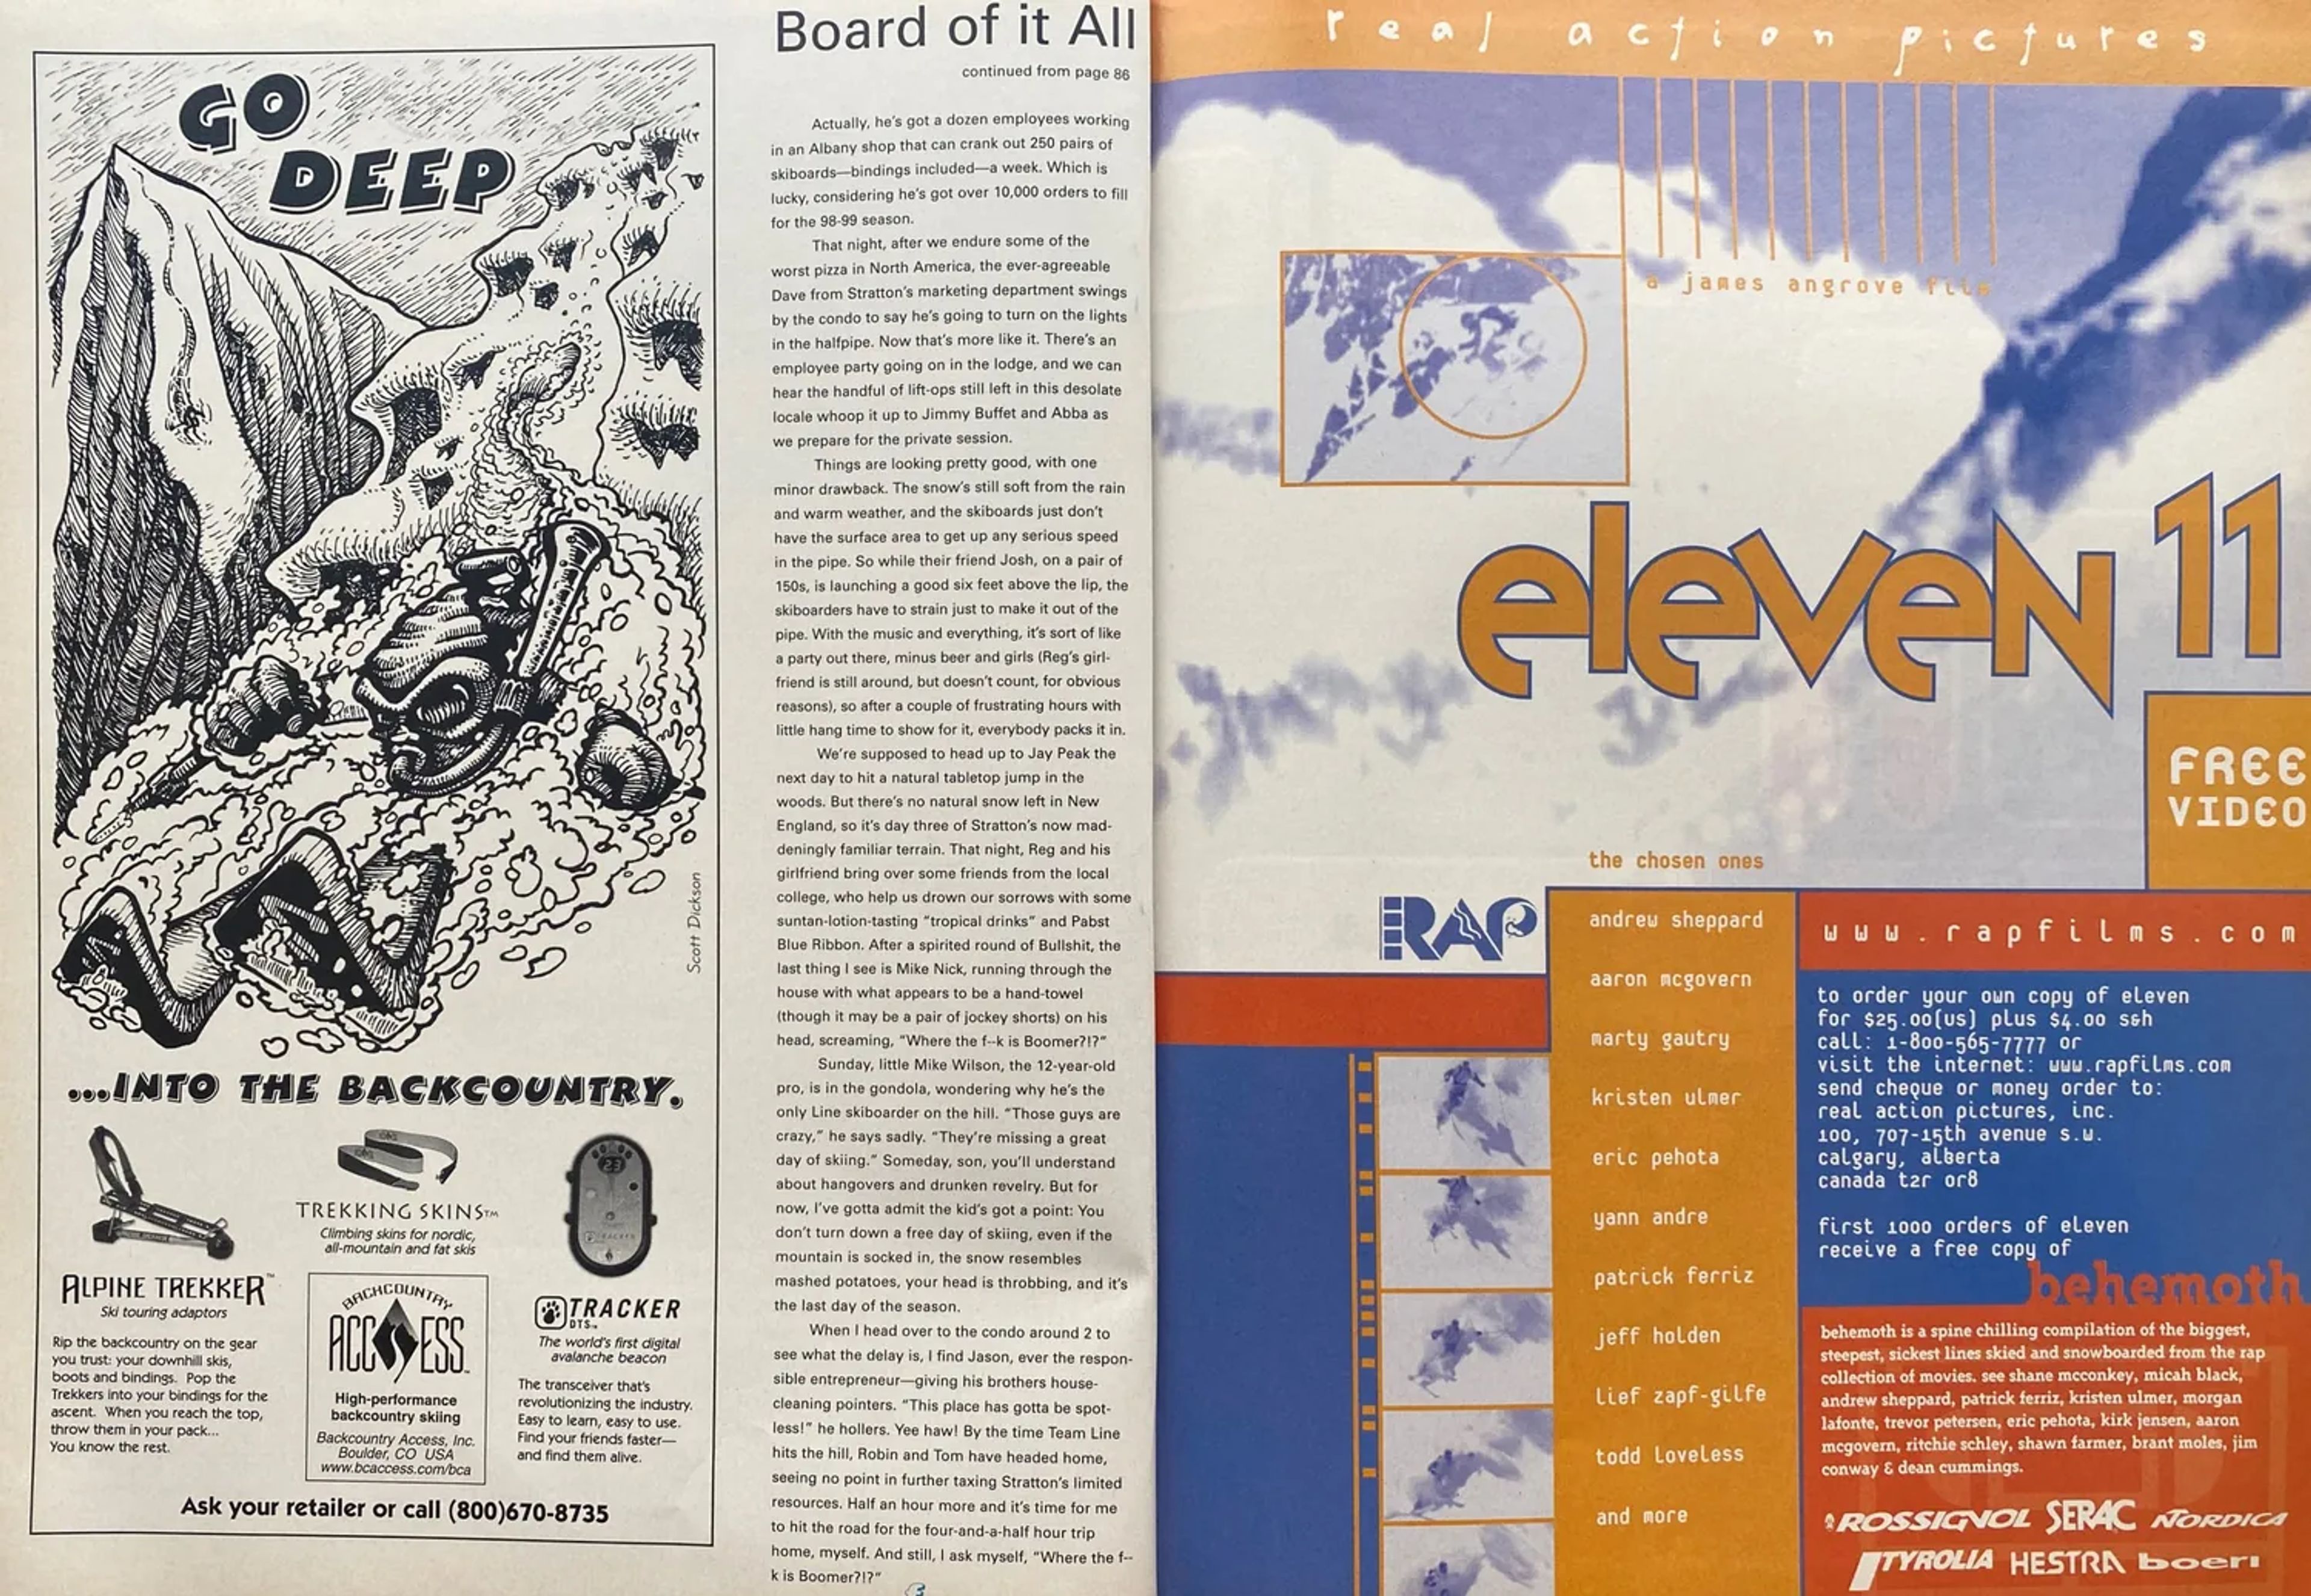 GO
DEEP
Scott Dickson
...INTO THE BACKCOUNTRY.
ALPINE TREKKER™
Ski touring adaptors
Rip the backcountry on the gear
you trust: your downhill skis,
boots and bindings. Pop the
Trekkers into your bindings for the
ascent. When you reach the top,
throw them in your pack...
You know the rest.
TREKKING SKINS™
Climbing skins for nordic,
all-mountain and fat skis
BACKCOUNTRY
ACCESS
High-performance
backcountry skiing
Backcountry Access, Inc.
Boulder, CO USA
www.bcaccess.com/bca
23
TRACKER
DTS™
The world's first digital
avalanche beacon
The transceiver that's
revolutionizing the industry.
Easy to learn, easy to use.
Find your friends faster—
and find them alive.
Ask your retailer or call (800)670-8735
Board of it All
continued from page 86
Actually, he's got a dozen employees working
in an Albany shop that can crank out 250 pairs of
skiboards—bindings included—a week. Which is
lucky, considering he's got over 10,000 orders to fill
for the 98-99 season.
That night, after we endure some of the
worst pizza in North America, the ever-agreeable
Dave from Stratton's marketing department swings
by the condo to say he's going to turn on the lights
in the halfpipe. Now that's more like it. There's an
employee party going on in the lodge, and we can
hear the handful of lift-ops still left in this desolate
locale whoop it up to Jimmy Buffet and Abba as
we prepare for the private session.
Things are looking pretty good, with one
minor drawback. The snow's still soft from the rain
and warm weather, and the skiboards just don't
have the surface area to get up any serious speed
in the pipe. So while their friend Josh, on a pair of
150s, is launching a good six feet above the lip, the
skiboarders have to strain just to make it out of the
pipe. With the music and everything, it's sort of like
a party out there, minus beer and girls (Reg's girl-
friend is still around, but doesn't count, for obvious
reasons), so after a couple of frustrating hours with
little hang time to show for it, everybody packs it in.
We're supposed to head up to Jay Peak the
next day to hit a natural tabletop jump in the
woods. But there's no natural snow left in New
England, so it's day three of Stratton's now mad-
deningly familiar terrain. That night, Reg and his
girlfriend bring over some friends from the local
college, who help us drown our sorrows with some
suntan-lotion-tasting "tropical drinks" and Pabst
Blue Ribbon. After a spirited round of Bullshit, the
last thing I see is Mike Nick, running through the
house with what appears to be a hand-towel
(though it may be a pair of jockey shorts) on his
head, screaming, "Where the f--k is Boomer?!?"
Sunday, little Mike Wilson, the 12-year-old
pro, is in the gondola, wondering why he's the
only Line skiboarder on the hill. "Those guys are
crazy," he says sadly. "They're missing a great
day of skiing." Someday, son, you'll understand
about hangovers and drunken revelry. But for
now, I've gotta admit the kid's got a point: You
don't turn down a free day of skiing, even if the
mountain is socked in, the snow resembles
mashed potatoes, your head is throbbing, and it's
the last day of the season.
When I head over to the condo around 2 to
see what the delay is, I find Jason, ever the respon-
sible entrepreneur—giving his brothers house-
cleaning pointers. "This place has gotta be spot-
less!" he hollers. Yee haw! By the time Team Line
hits the hill, Robin and Tom have headed home,
seeing no point in further taxing Stratton's limited
resources. Half an hour more and it's time for me
to hit the road for the four-and-a-half hour trip
home, myself. And still, I ask myself, "Where the f--
k is Boomer?!?"
real action pictures
a james angrove film
eleven 11
FREE
VIDEO
the chosen ones
RAP
andrew sheppard
aaron mcgovern
marty gautry
kristen ulmer
eric pehota
yann andre
patrick ferriz
jeff holden
lief zapf-gilfe
todd loveless
and more
www.rapfilms.com
to order your own copy of eleven
for $25.00(us) plus $4.00 s&h
call: 1-800-565-7777 or
visit the internet: www.rapfilms.com
send cheque or money order to:
real action pictures, inc.
100, 707-15th avenue s.w.
calgary, alberta
canada t2r 0r8
first 1000 orders of eleven
receive a free copy of
behemoth
behemoth is a spine chilling compilation of the biggest,
steepest, sickest lines skied and snowboarded from the rap
collection of movies. see shane mcconkey, micah black,
andrew sheppard, patrick ferriz, kristen ulmer, morgan
lafonte, trevor petersen, eric pehota, kirk jensen, aaron
mcgovern, ritchie schley, shawn farmer, brant moles, jim
conway & dean cummings.
ROSSIGNOL SERAC NORDICA
TYROLIA HESTRA boeri